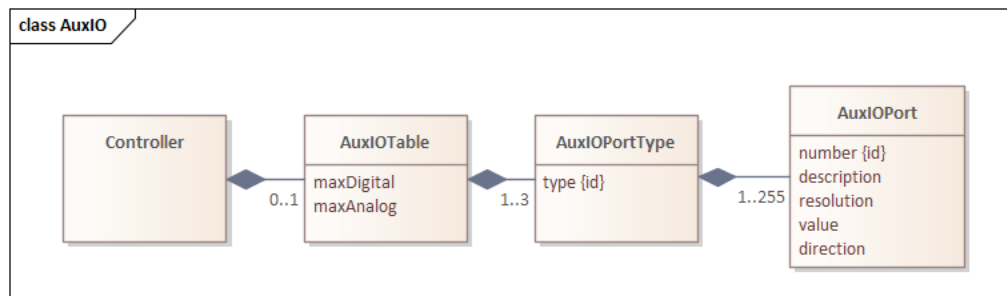 class AuxIO
Controller
0..1
AuxIOTable
maxDigital
maxAnalog
1..3
AuxIOPortType
type {id}
1..255
AuxIOPort
number {id}
description
resolution
value
direction